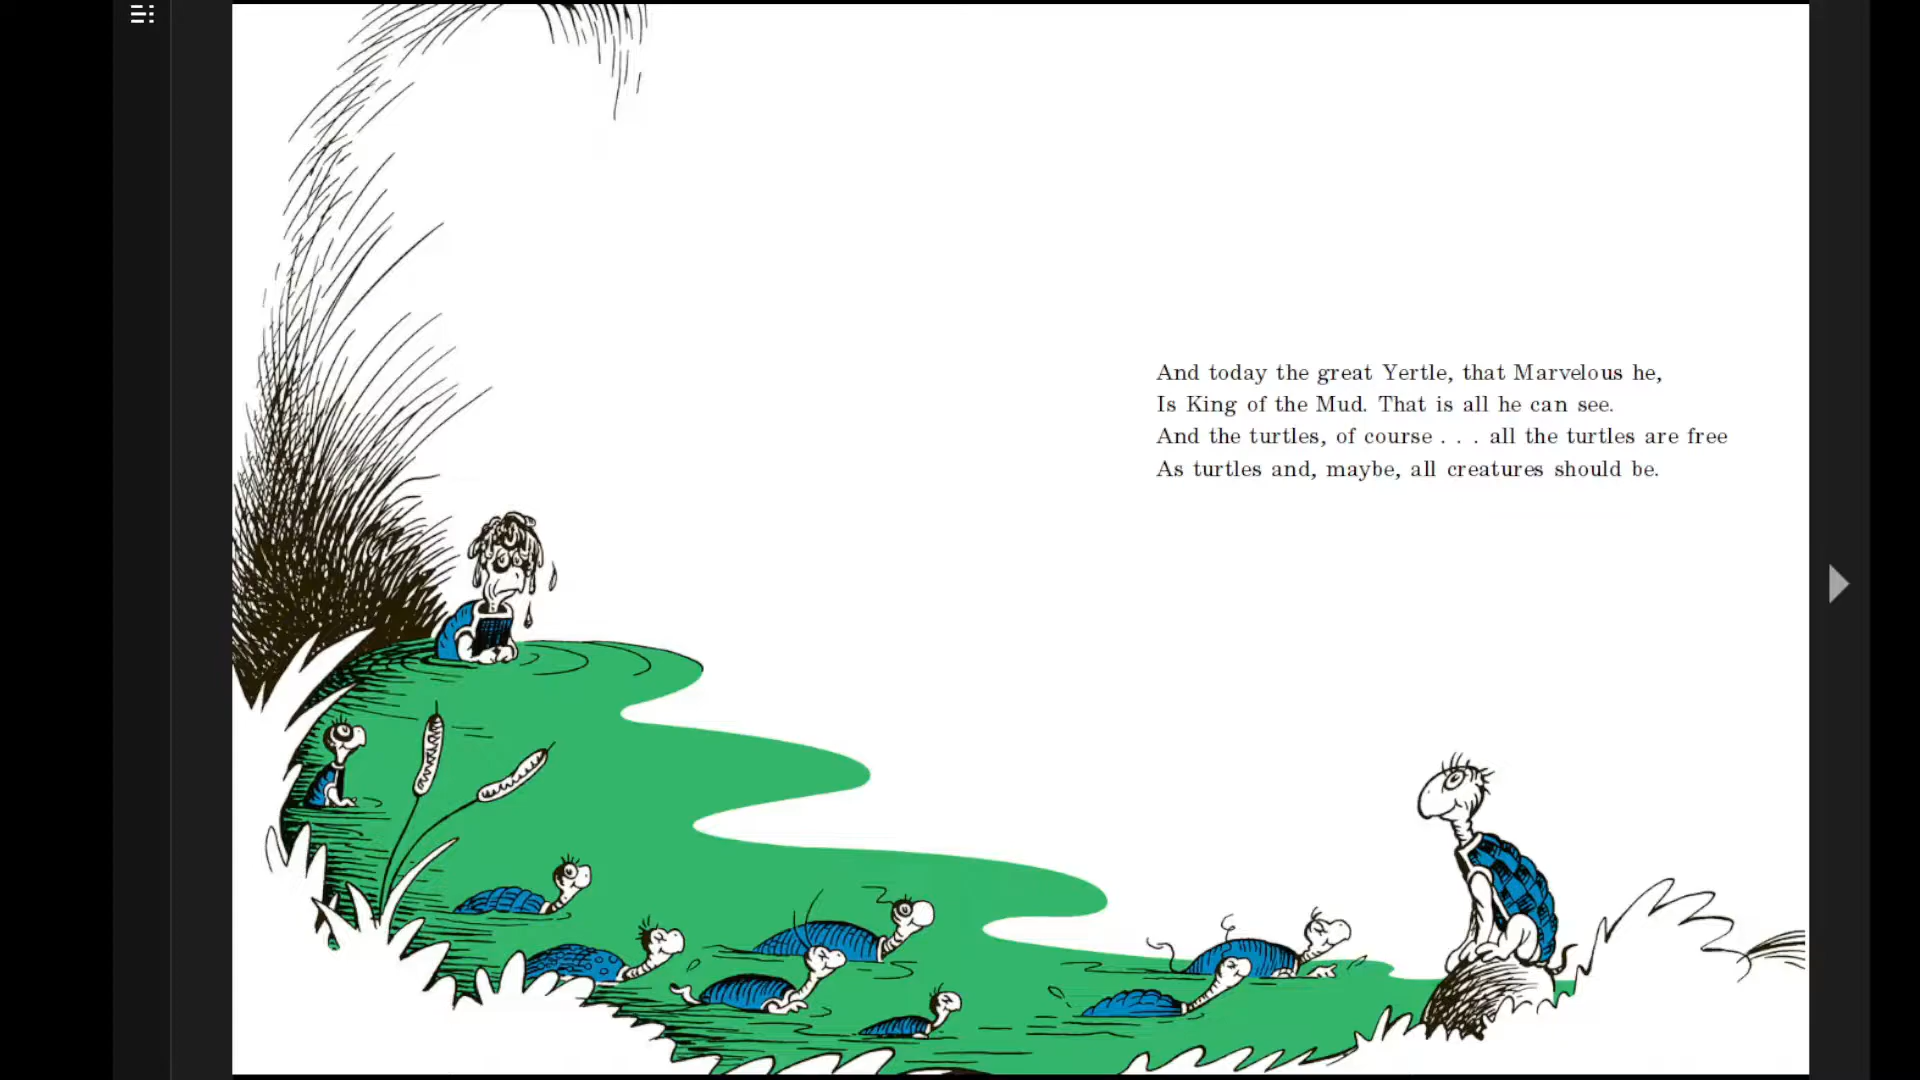 And today the great Yertle, that Marvelous he,
Is King of the Mud. That is all he can see.
And the turtles, of course . . . all the turtles are free
As turtles and, maybe, all creatures should be.